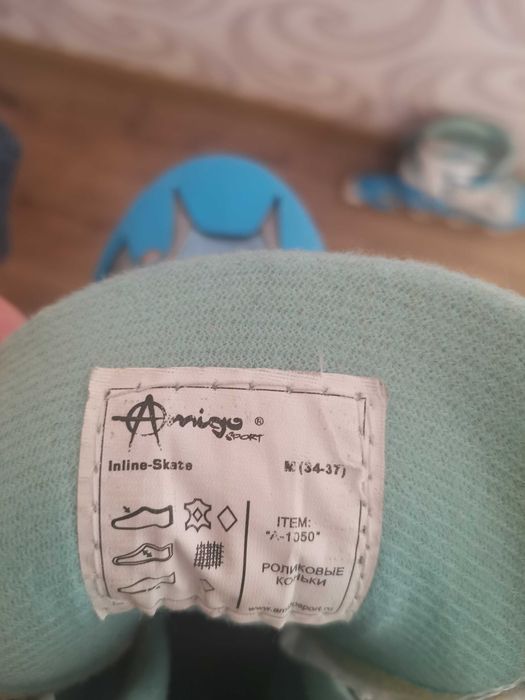 Amigo ®
SPORT
Inline-Skate M (34-37)
ITEM:
"A-1050"
РОЛИКОВЫЕ
КОНЬКИ